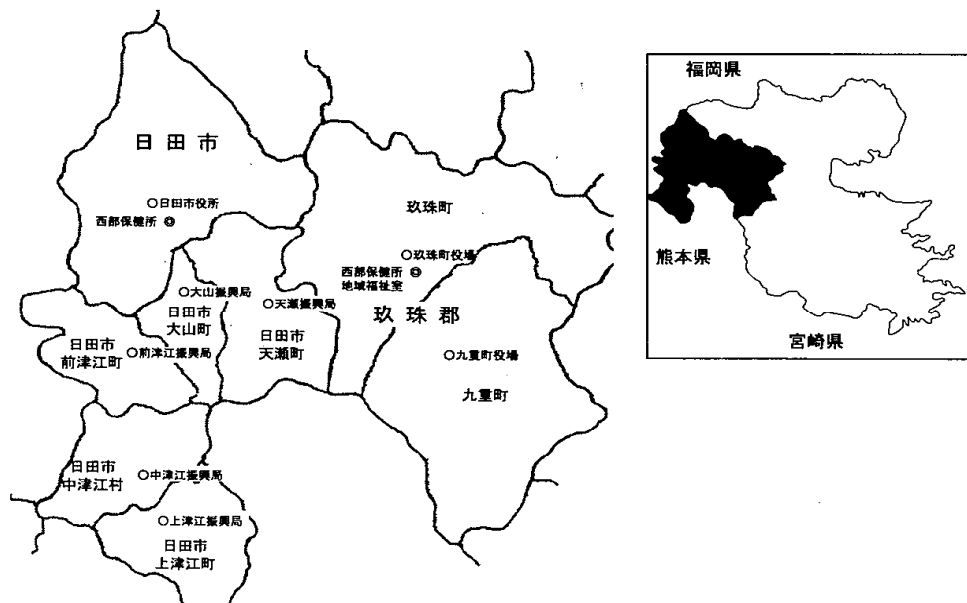 日田市
○日田市役所
西部保健所 ◎
玖珠町
○玖珠町役場
西部保健所 ◎
地域福祉室
玖珠郡
○大山振興局
日田市
大山町
○天瀬振興局
日田市
天瀬町
日田市
前津江町
○前津江振興局
○九重町役場
九重町
日田市
中津江村
○中津江振興局
○上津江振興局
日田市
上津江町
福岡県
熊本県
宮崎県